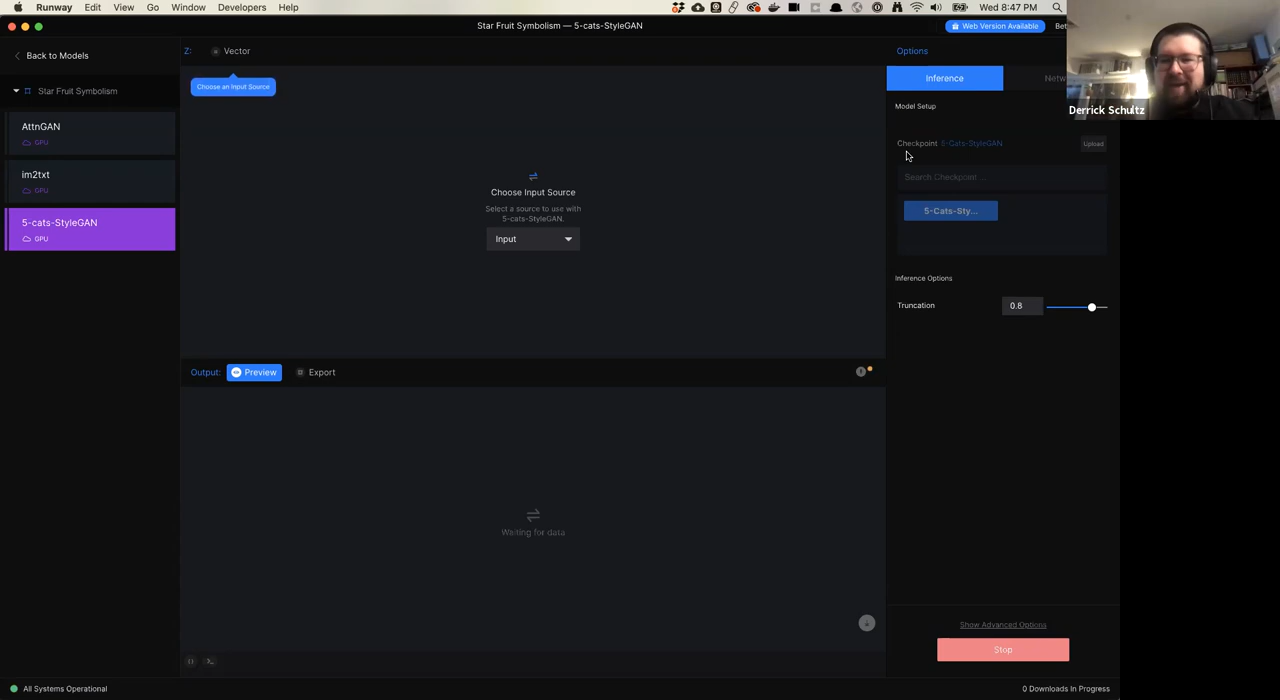 Runway File Edit View Go Window Developers Help
Wed 8:47 PM
Star Fruit Symbolism — 5-cats-StyleGAN
Web Version Available
Bet
Back to Models
Z: Vector
Options
Choose an Input Source
Inference
Netw
Star Fruit Symbolism
Derrick Schultz
Model Setup
AttnGAN
GPU
Checkpoint 5-Cats-StyleGAN
Upload
im2txt
GPU
Search Checkpoint ...
Choose Input Source
Select a source to use with
5-cats-StyleGAN.
5-Cats-Sty...
5-cats-StyleGAN
GPU
Input
Inference Options
Truncation 0.8
Output: Preview Export
Waiting for data
Show Advanced Options
Stop
All Systems Operational
0 Downloads In Progress